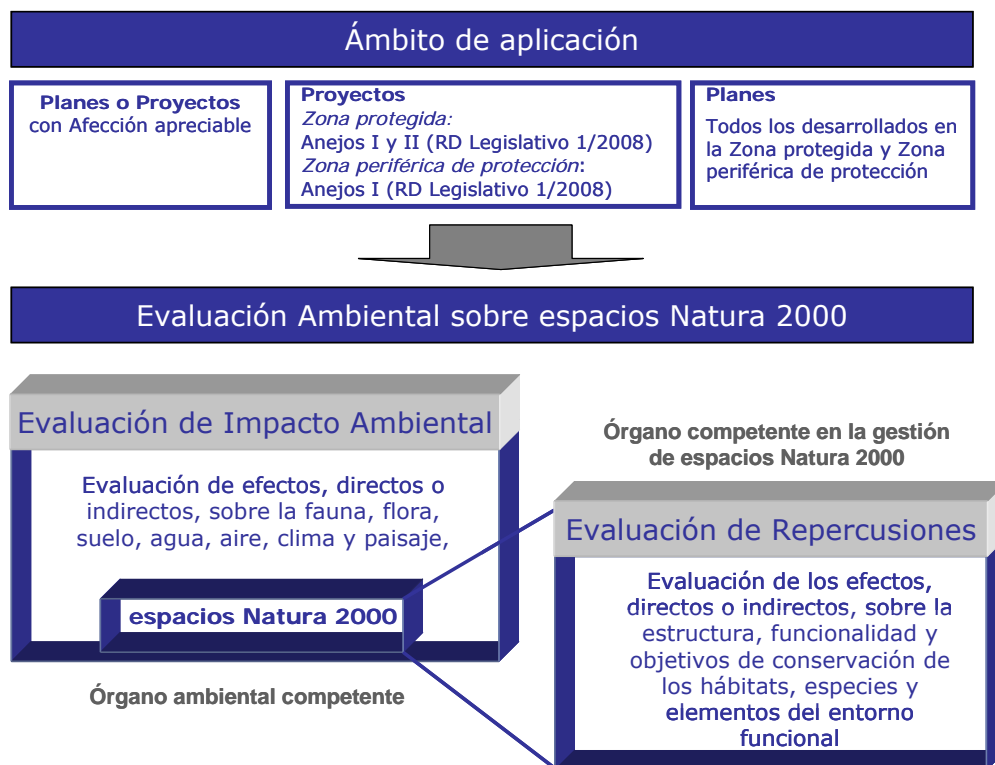 Ámbito de aplicación
Planes o Proyectos
con Afección apreciable
Proyectos
Zona protegida:
Anejos I y II (RD Legislativo 1/2008)
Zona periférica de protección:
Anejos I (RD Legislativo 1/2008)
Planes
Todos los desarrollados en
la Zona protegida y Zona
periférica de protección
Evaluación Ambiental sobre espacios Natura 2000
Evaluación de Impacto Ambiental
Evaluación de efectos, directos o
indirectos, sobre la fauna, flora,
suelo, agua, aire, clima y paisaje,
espacios Natura 2000
Órgano ambiental competente
Órgano competente en la gestión
de espacios Natura 2000
Evaluación de Repercusiones
Evaluación de los efectos,
directos o indirectos, sobre la
estructura, funcionalidad y
objetivos de conservación de
los hábitats, especies y
elementos del entorno
funcional